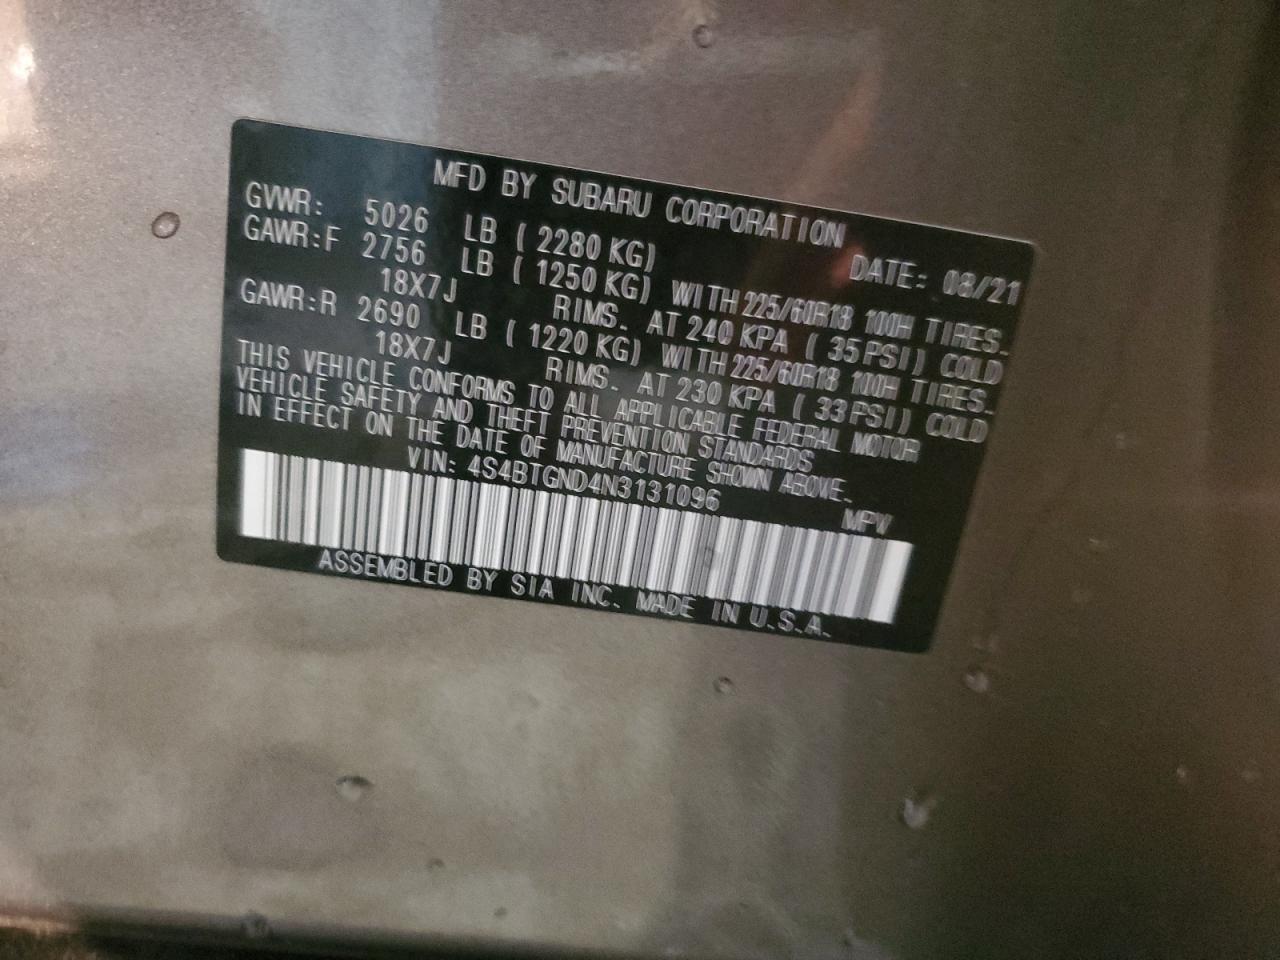 MFD BY SUBARU CORPORATION
DATE: 08/21
GVWR: 5026 LB ( 2280 KG)
GAWR:F 2756 LB ( 1250 KG) WITH 225/60R18 100H TIRES.
18X7J RIMS. AT 240 KPA ( 35PSI) COLD
GAWR:R 2690 LB ( 1220 KG) WITH 225/60R18 100H TIRES.
18X7J RIMS. AT 230 KPA ( 33PSI) COLD
THIS VEHICLE CONFORMS TO ALL APPLICABLE FEDERAL MOTOR
VEHICLE SAFETY AND THEFT PREVENTION STANDARDS
IN EFFECT ON THE DATE OF MANUFACTURE SHOWN ABOVE.
VIN: 4S4BTGND4N3131096 MPV
ASSEMBLED BY SIA INC. MADE IN U.S.A.